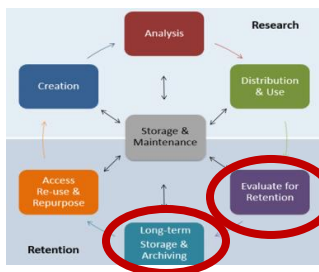 Research
Analysis
Creation
Distribution
& Use
Storage &
Maintenance
Access
Re-use &
Repurpose
Evaluate for
Retention
Long-term
Storage &
Archiving
Retention